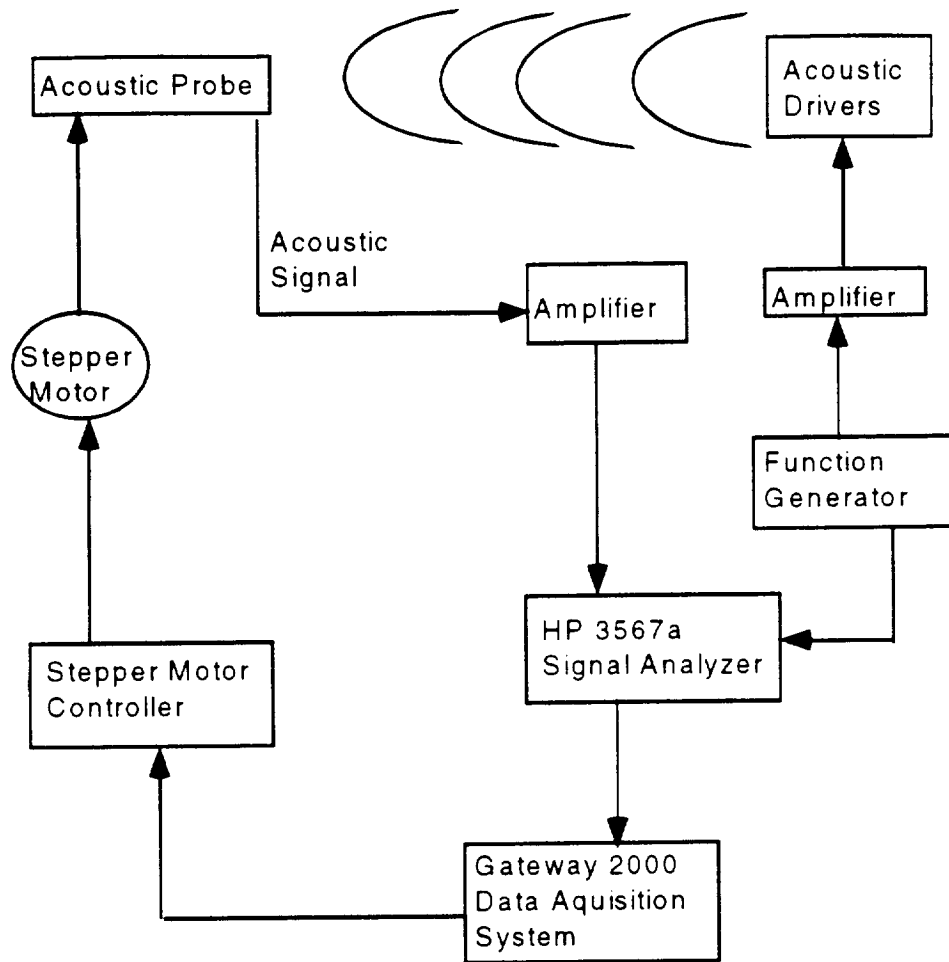 Acoustic Probe
Acoustic
Drivers
Acoustic
Signal
Amplifier
Amplifier
Stepper
Motor
Function
Generator
HP 3567a
Signal Analyzer
Stepper Motor
Controller
Gateway 2000
Data Aquisition
System